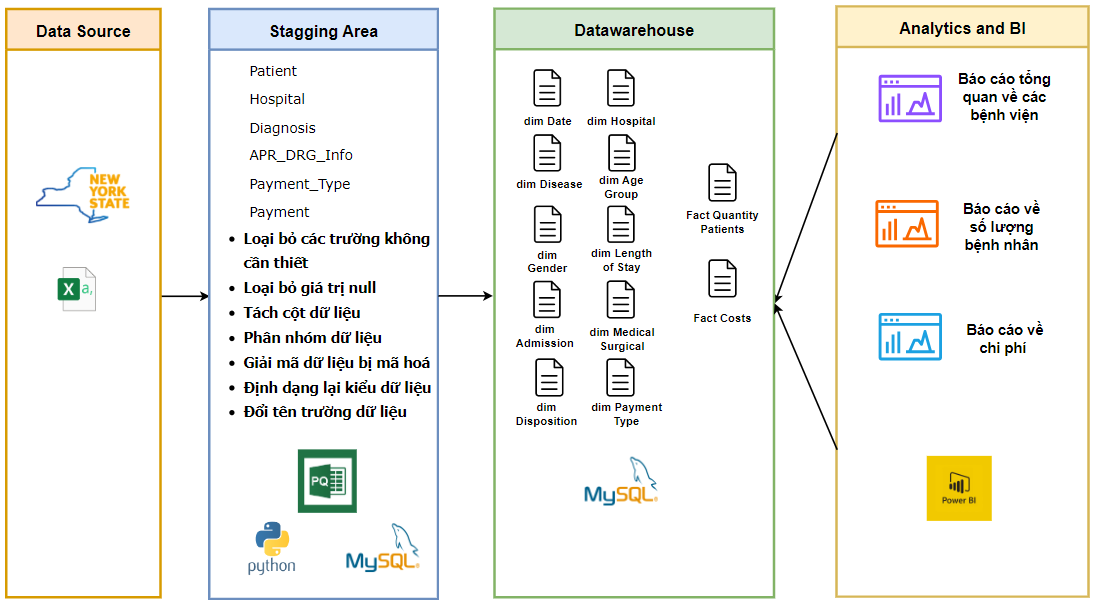 Data Source
NEW
YORK
STATE
X
a,
Stagging Area
Patient
Hospital
Diagnosis
APR_DRG_Info
Payment_Type
Payment
• Loại bỏ các trường không
cần thiết
• Loại bỏ giá trị null
• Tách cột dữ liệu
• Phân nhóm dữ liệu
• Giải mã dữ liệu bị mã hoá
• Định dạng lại kiểu dữ liệu
• Đổi tên trường dữ liệu
PQ
python
MySQL
Datawarehouse
dim Date
dim Hospital
dim Disease
dim Age
Group
dim
Gender
dim Length
of Stay
dim
Admission
dim Medical
Surgical
dim
Disposition
dim Payment
Type
Fact Quantity
Patients
Fact Costs
MySQL
Analytics and BI
Báo cáo tổng
quan về các
bệnh viện
Báo cáo về
số lượng
bệnh nhân
Báo cáo về
chi phí
Power BI